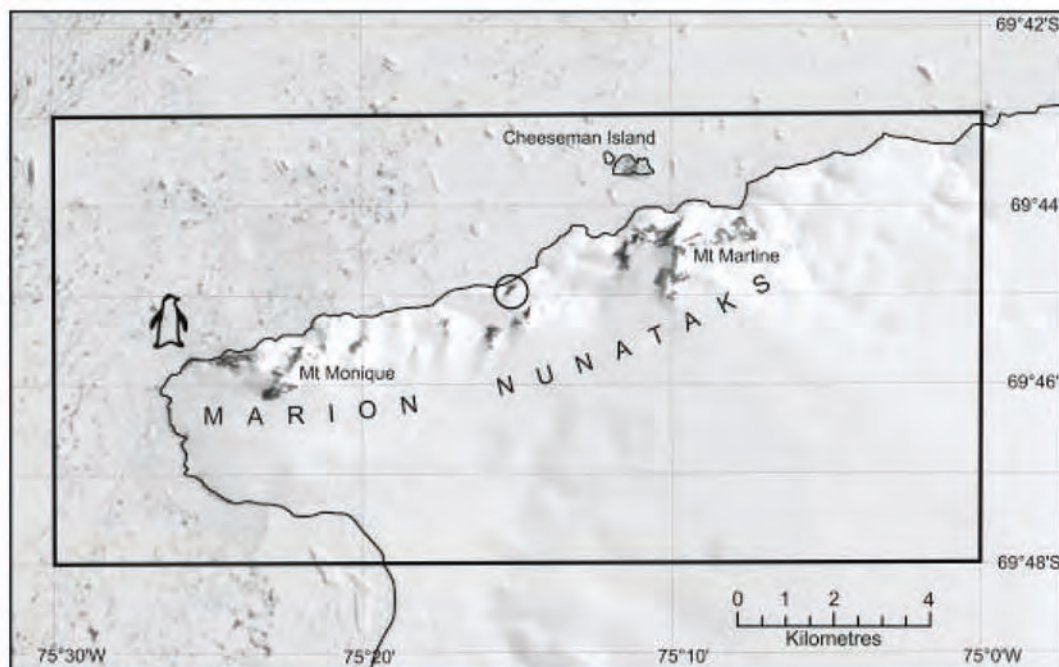 69°42'S
Cheeseman Island
69°44'
Mt Martine
Mt Monique
69°46'
MARION NUNATAKS
69°48'S
0 1 2 4
Kilometres
75°30'W 75°20' 75°10' 75°0'W